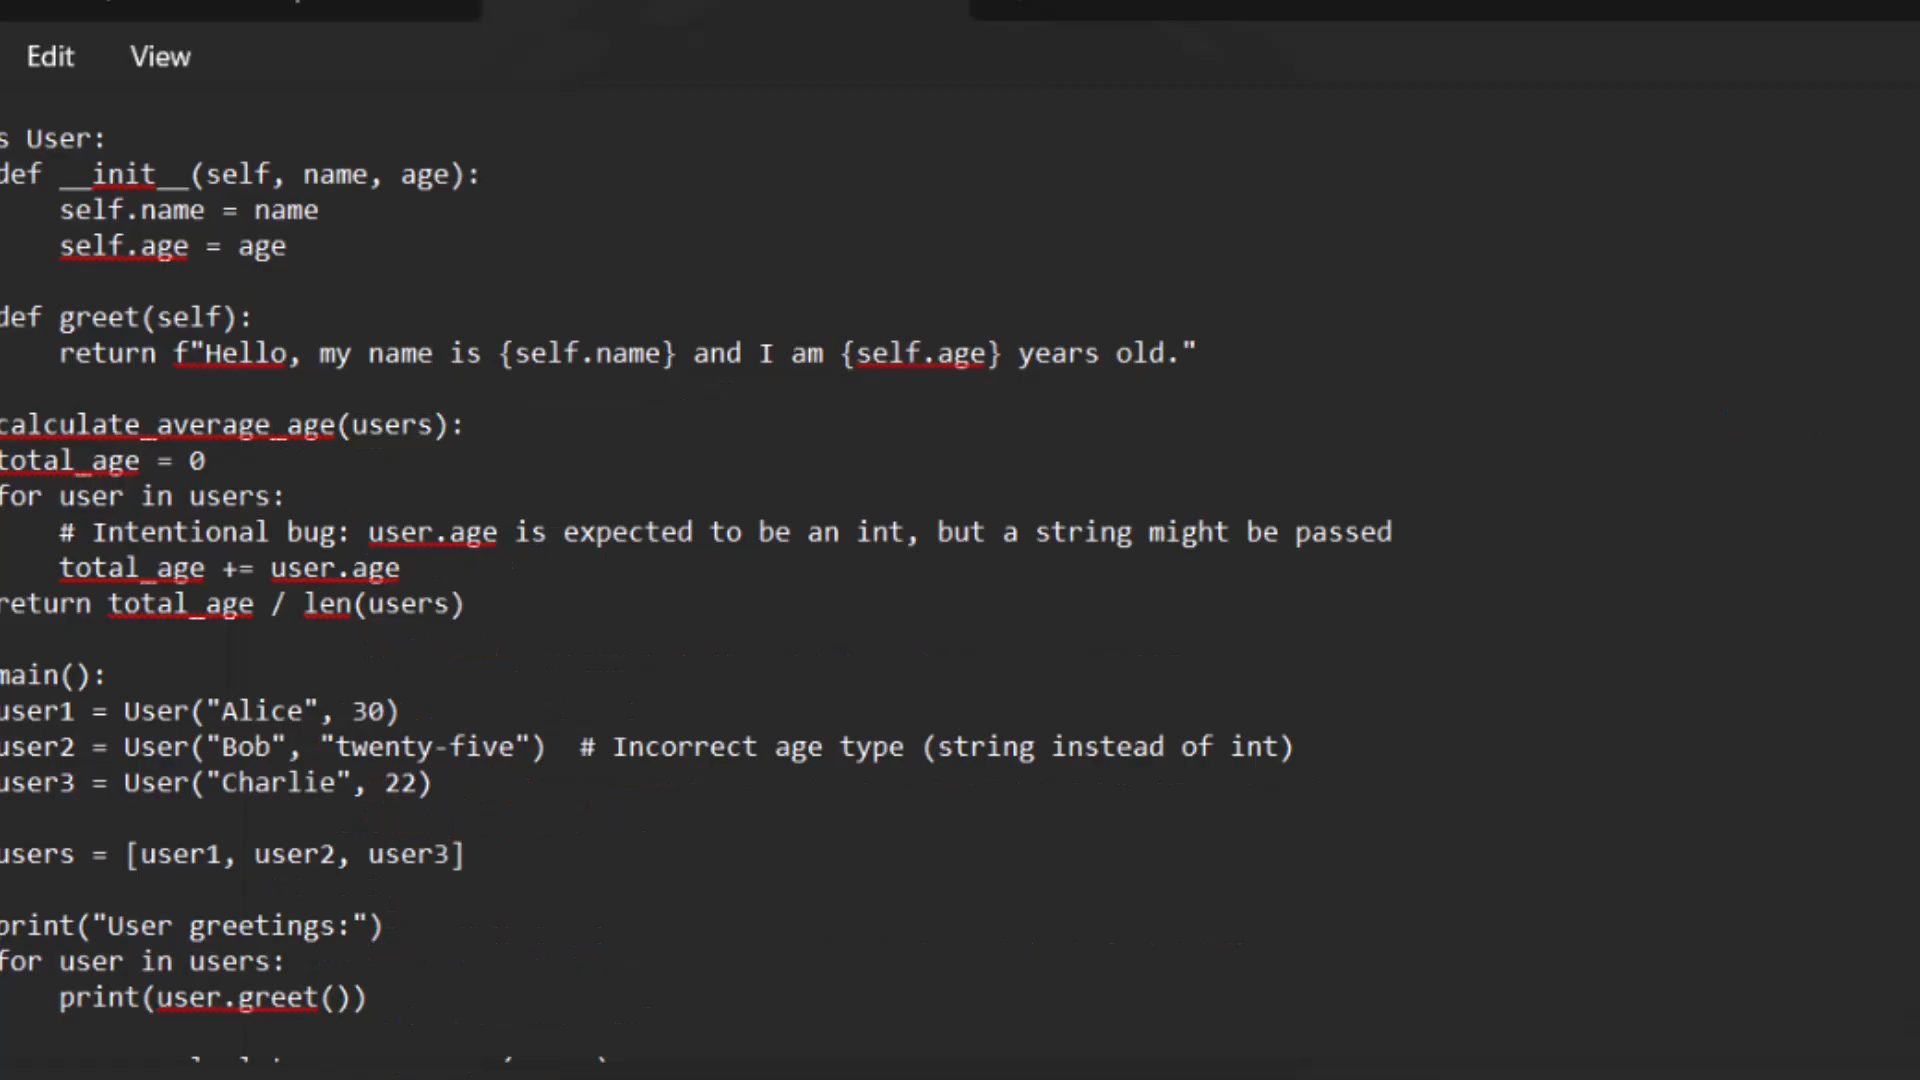 Edit View
s User:
def __init__(self, name, age):
self.name = name
self.age = age
def greet(self):
return f"Hello, my name is {self.name} and I am {self.age} years old."
calculate_average_age(users):
total_age = 0
for user in users:
# Intentional bug: user.age is expected to be an int, but a string might be passed
total_age += user.age
return total_age / len(users)
main():
user1 = User("Alice", 30)
user2 = User("Bob", "twenty-five")  # Incorrect age type (string instead of int)
user3 = User("Charlie", 22)
users = [user1, user2, user3]
print("User greetings:")
for user in users:
print(user.greet())